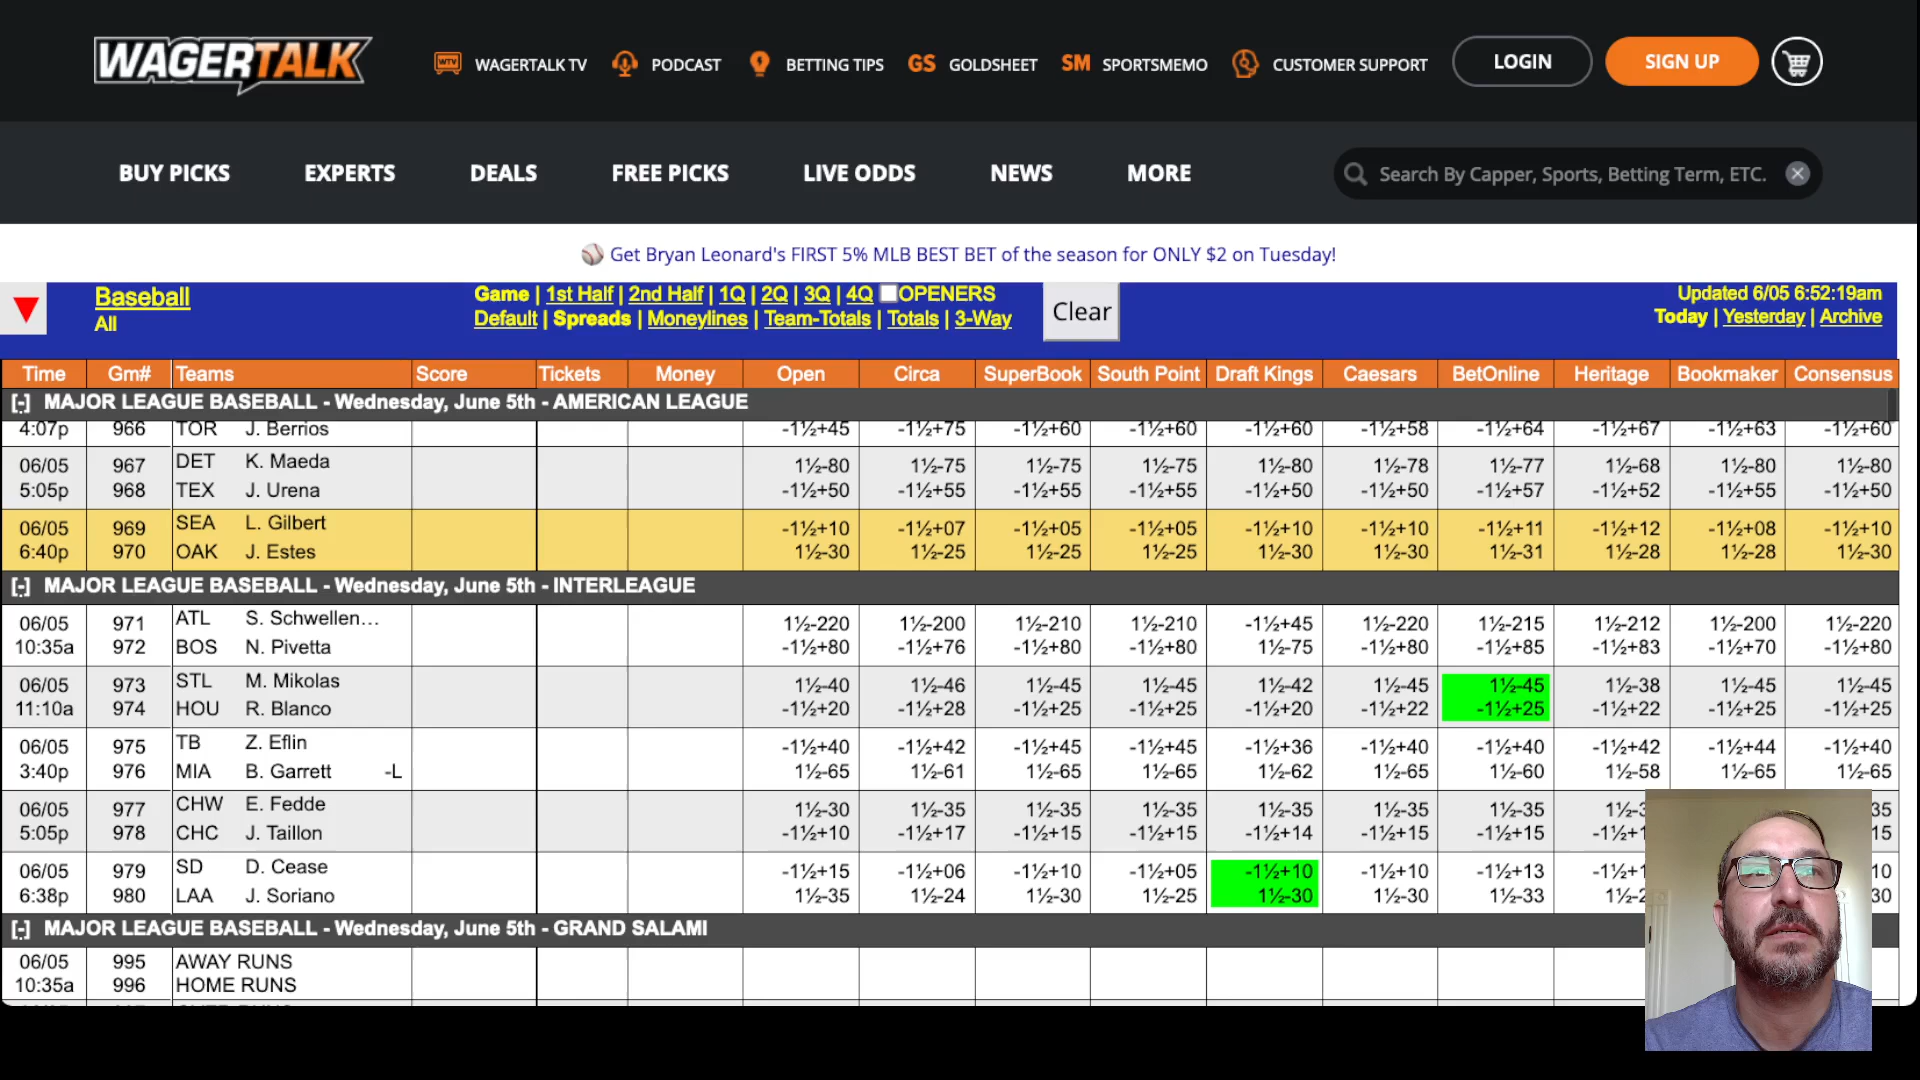 WAGERTALK
WTV WAGERTALK TV PODCAST BETTING TIPS GS GOLDSHEET SM SPORTSMEMO CUSTOMER SUPPORT LOGIN SIGN UP
BUY PICKS EXPERTS DEALS FREE PICKS LIVE ODDS NEWS MORE Search By Capper, Sports, Betting Term, ETC.
Get Bryan Leonard's FIRST 5% MLB BEST BET of the season for ONLY $2 on Tuesday!
Baseball Game | 1st Half | 2nd Half | 1Q | 2Q | 3Q | 4Q OPENERS Clear Updated 6/05 6:52:19am
All Default | Spreads | Moneylines | Team-Totals | Totals | 3-Way Today | Yesterday | Archive
Time Gm# Teams Score Tickets Money Open Circa SuperBook South Point Draft Kings Caesars BetOnline Heritage Bookmaker Consensus
[-] MAJOR LEAGUE BASEBALL - Wednesday, June 5th - AMERICAN LEAGUE
4:07p 966 TOR J. Berrios -1½+45 -1½+75 -1½+60 -1½+60 -1½+60 -1½+58 -1½+64 -1½+67 -1½+63 -1½+60
06/05 967 DET K. Maeda 1½-80 1½-75 1½-75 1½-75 1½-80 1½-78 1½-77 1½-68 1½-80 1½-80
5:05p 968 TEX J. Urena -1½+50 -1½+55 -1½+55 -1½+55 -1½+50 -1½+50 -1½+57 -1½+52 -1½+55 -1½+50
06/05 969 SEA L. Gilbert -1½+10 -1½+07 -1½+05 -1½+05 -1½+10 -1½+10 -1½+11 -1½+12 -1½+08 -1½+10
6:40p 970 OAK J. Estes 1½-30 1½-25 1½-25 1½-25 1½-30 1½-30 1½-31 1½-28 1½-28 1½-30
[-] MAJOR LEAGUE BASEBALL - Wednesday, June 5th - INTERLEAGUE
06/05 971 ATL S. Schwellen… 1½-220 1½-200 1½-210 1½-210 -1½+45 1½-220 1½-215 1½-212 1½-200 1½-220
10:35a 972 BOS N. Pivetta -1½+80 -1½+76 -1½+80 -1½+80 1½-75 -1½+80 -1½+85 -1½+83 -1½+70 -1½+80
06/05 973 STL M. Mikolas 1½-40 1½-46 1½-45 1½-45 1½-42 1½-45 1½-45 1½-38 1½-45 1½-45
11:10a 974 HOU R. Blanco -1½+20 -1½+28 -1½+25 -1½+25 -1½+20 -1½+22 -1½+25 -1½+22 -1½+25 -1½+25
06/05 975 TB Z. Eflin -1½+40 -1½+42 -1½+45 -1½+45 -1½+36 -1½+40 -1½+40 -1½+42 -1½+44 -1½+40
3:40p 976 MIA B. Garrett -L 1½-65 1½-61 1½-65 1½-65 1½-62 1½-65 1½-60 1½-58 1½-65 1½-65
06/05 977 CHW E. Fedde 1½-30 1½-35 1½-35 1½-35 1½-35 1½-35 1½-35 1½-3 35
5:05p 978 CHC J. Taillon -1½+10 -1½+17 -1½+15 -1½+15 -1½+14 -1½+15 -1½+15 -1½+1 15
06/05 979 SD D. Cease -1½+15 -1½+06 -1½+10 -1½+05 -1½+10 -1½+10 -1½+13 -1½+1 10
6:38p 980 LAA J. Soriano 1½-35 1½-24 1½-30 1½-25 1½-30 1½-30 1½-33 1½-2 30
[-] MAJOR LEAGUE BASEBALL - Wednesday, June 5th - GRAND SALAMI
06/05 995 AWAY RUNS
10:35a 996 HOME RUNS